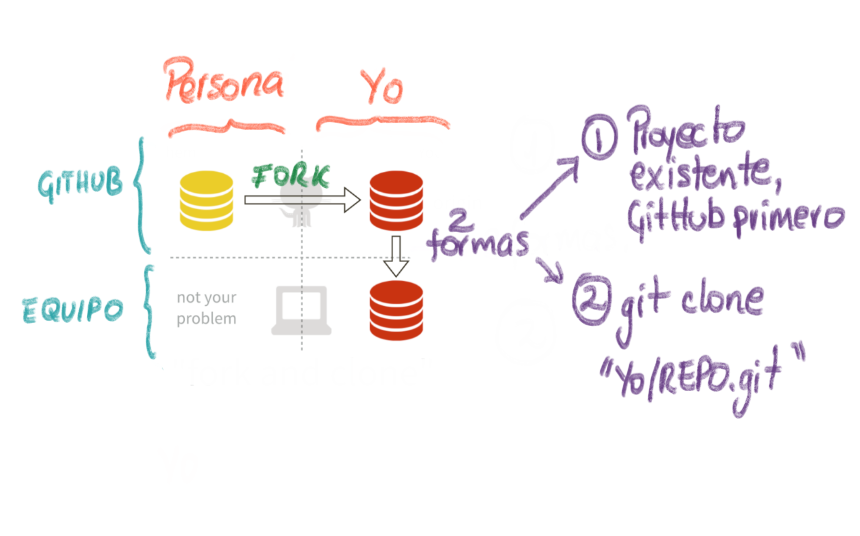 Persona
Yo
GITHUB
FORK
EQUIPO
not your
problem
2
formas
1 Proyecto
existente,
GitHub primero
2 git clone
"Yo/REPO.git"